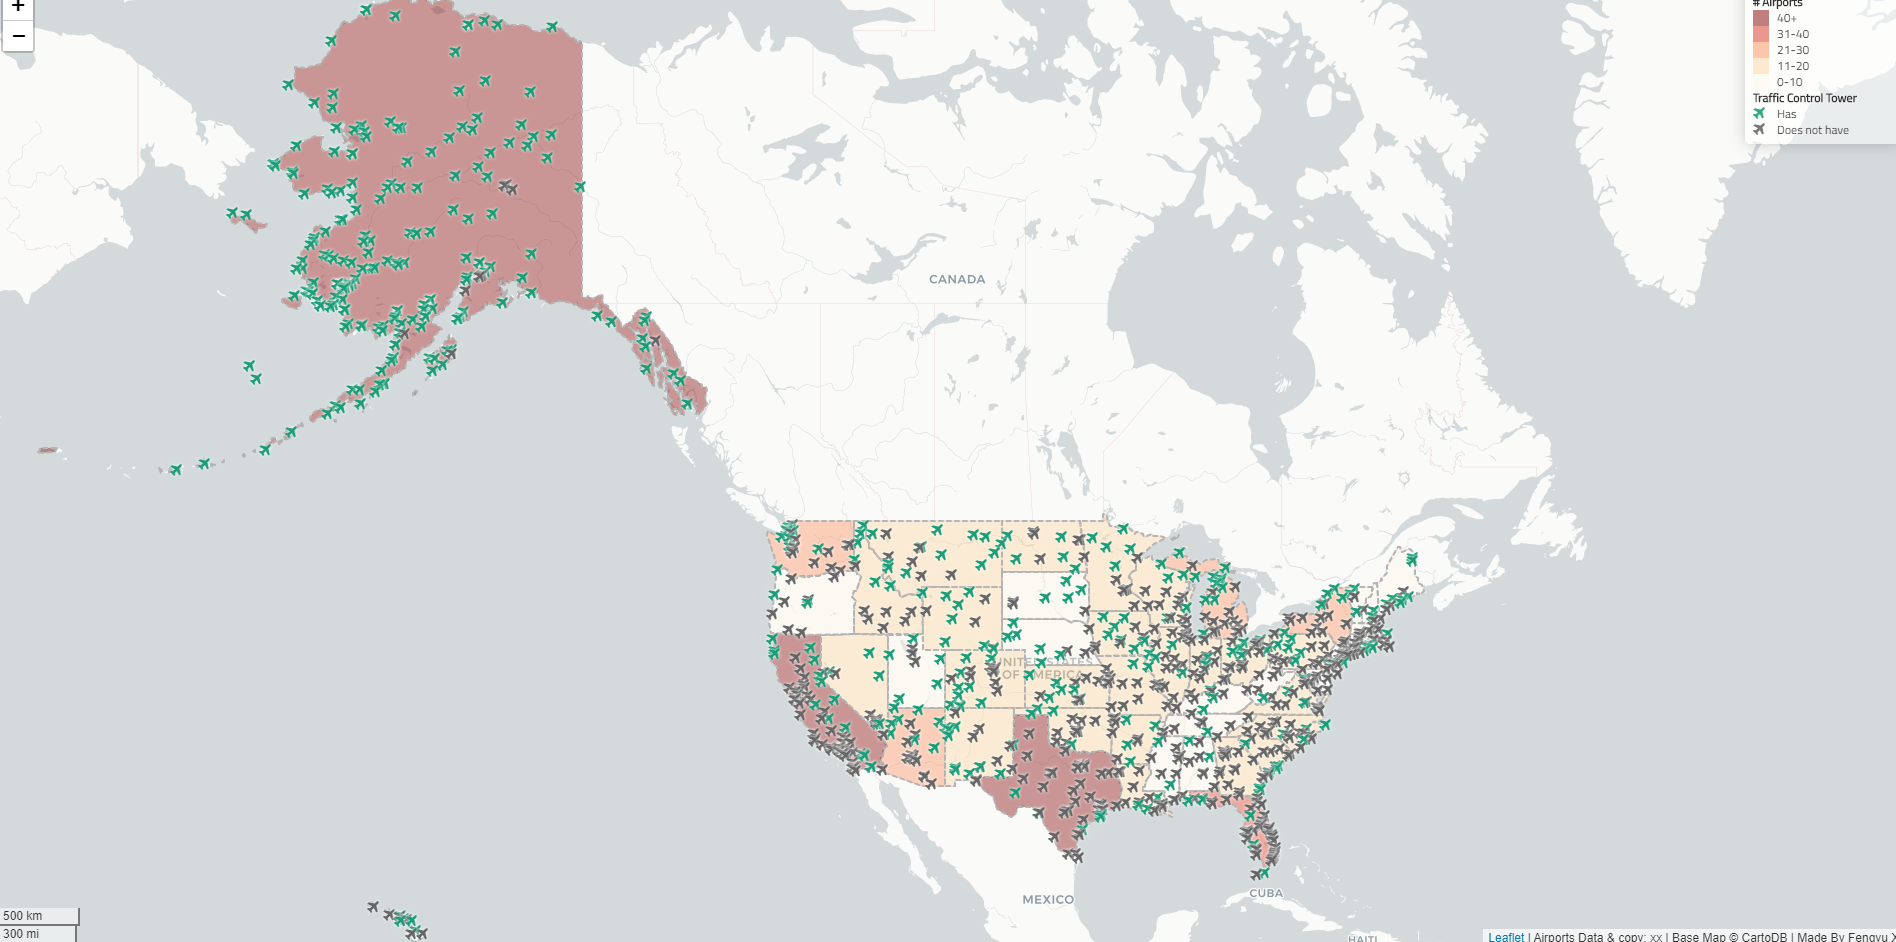 +
−
# Airports
40+
31-40
21-30
11-20
0-10
Traffic Control Tower
Has
Does not have
CANADA
UNITED STATES
OF AMERICA
MEXICO
CUBA
HAITI
500 km
300 mi
Leaflet | Airports Data & copy: xx | Base Map © CartoDB | Made By Fengyu X